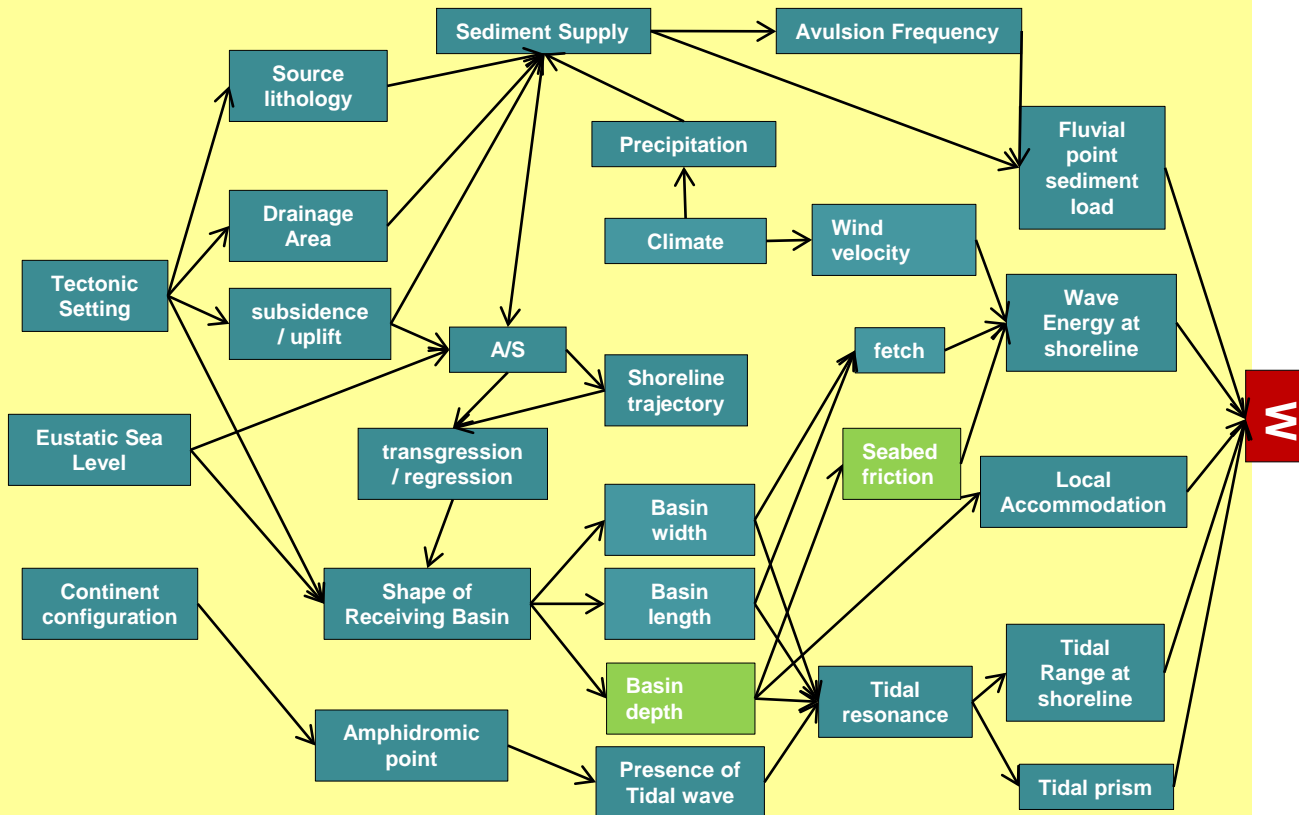 Sediment Supply
Avulsion Frequency
Source
lithology
Precipitation
Fluvial
point
sediment
load
Drainage
Area
Climate
Wind
velocity
Tectonic
Setting
subsidence
/ uplift
A/S
fetch
Wave
Energy at
shoreline
Shoreline
trajectory
W
Eustatic Sea
Level
transgression
/ regression
Seabed
friction
Local
Accommodation
Basin
width
Continent
configuration
Shape of
Receiving Basin
Basin
length
Tidal
Range at
shoreline
Basin
depth
Tidal
resonance
Amphidromic
point
Presence of
Tidal wave
Tidal prism